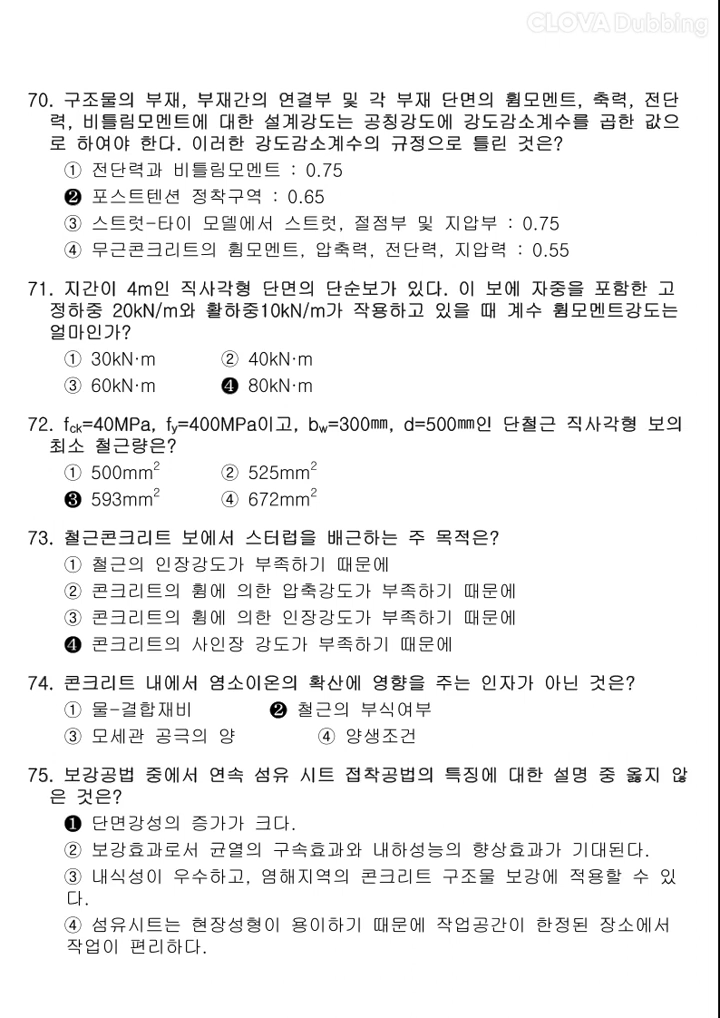 CLOVA Dubbing
70. 구조물의 부재, 부재간의 연결부 및 각 부재 단면의 휨모멘트, 축력, 전단
력, 비틀림모멘트에 대한 설계강도는 공칭강도에 강도감소계수를 곱한 값으
로 하여야 한다. 이러한 강도감소계수의 규정으로 틀린 것은?
① 전단력과 비틀림모멘트 : 0.75
❷ 포스트텐션 정착구역 : 0.65
③ 스트럿-타이 모델에서 스트럿, 절점부 및 지압부 : 0.75
④ 무근콘크리트의 휨모멘트, 압축력, 전단력, 지압력 : 0.55
71. 지간이 4m인 직사각형 단면의 단순보가 있다. 이 보에 자중을 포함한 고
정하중 20kN/m와 활하중10kN/m가 작용하고 있을 때 계수 휨모멘트강도는
얼마인가?
① 30kN·m ② 40kN·m
③ 60kN·m ❹ 80kN·m
72. fck=40MPa, fy=400MPa이고, bw=300㎜, d=500㎜인 단철근 직사각형 보의
최소 철근량은?
① 500mm² ② 525mm²
❸ 593mm² ④ 672mm²
73. 철근콘크리트 보에서 스터럽을 배근하는 주 목적은?
① 철근의 인장강도가 부족하기 때문에
② 콘크리트의 휨에 의한 압축강도가 부족하기 때문에
③ 콘크리트의 휨에 의한 인장강도가 부족하기 때문에
❹ 콘크리트의 사인장 강도가 부족하기 때문에
74. 콘크리트 내에서 염소이온의 확산에 영향을 주는 인자가 아닌 것은?
① 물-결합재비 ❷ 철근의 부식여부
③ 모세관 공극의 양 ④ 양생조건
75. 보강공법 중에서 연속 섬유 시트 접착공법의 특징에 대한 설명 중 옳지 않
은 것은?
❶ 단면강성의 증가가 크다.
② 보강효과로서 균열의 구속효과와 내하성능의 향상효과가 기대된다.
③ 내식성이 우수하고, 염해지역의 콘크리트 구조물 보강에 적용할 수 있
다.
④ 섬유시트는 현장성형이 용이하기 때문에 작업공간이 한정된 장소에서
작업이 편리하다.